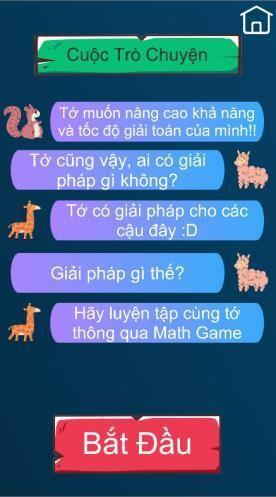 Cuộc Trò Chuyện
Tớ muốn nâng cao khả năng
và tốc độ giải toán của mình!!
Tớ cũng vậy, ai có giải
pháp gì không?
Tớ có giải pháp cho các
cậu đây :D
Giải pháp gì thế?
Hãy luyện tập cùng tớ
thông qua Math Game
Bắt Đầu